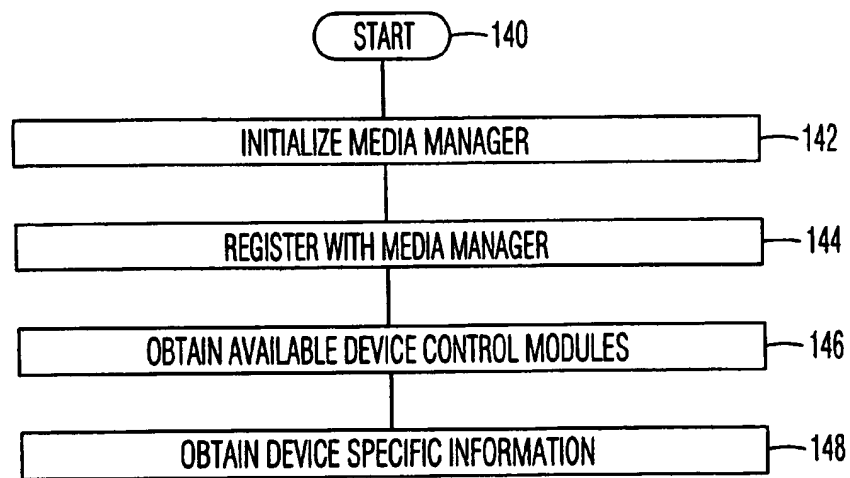 START 140
INITIALIZE MEDIA MANAGER 142
REGISTER WITH MEDIA MANAGER 144
OBTAIN AVAILABLE DEVICE CONTROL MODULES 146
OBTAIN DEVICE SPECIFIC INFORMATION 148